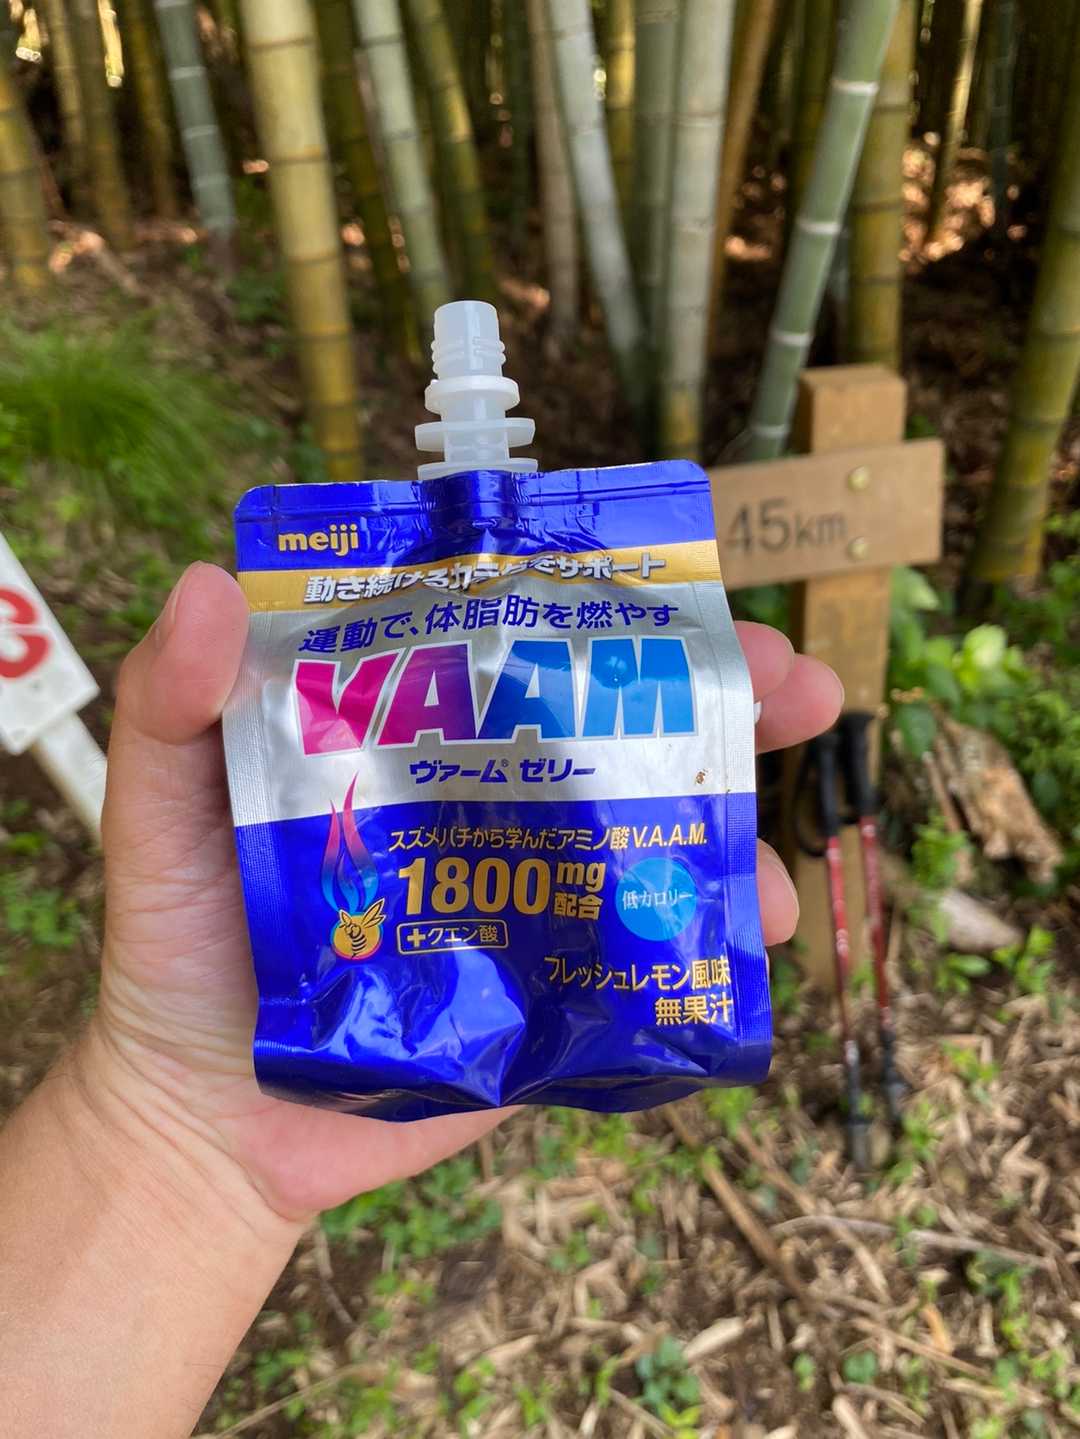 meiji
動き続けるカラダをサポート
運動で、体脂肪を燃やす
VAAM
ヴァーム® ゼリー
スズメバチから学んだアミノ酸V.A.A.M.
1800mg
配合
低カロリー
+クエン酸
フレッシュレモン風味
無果汁
45km